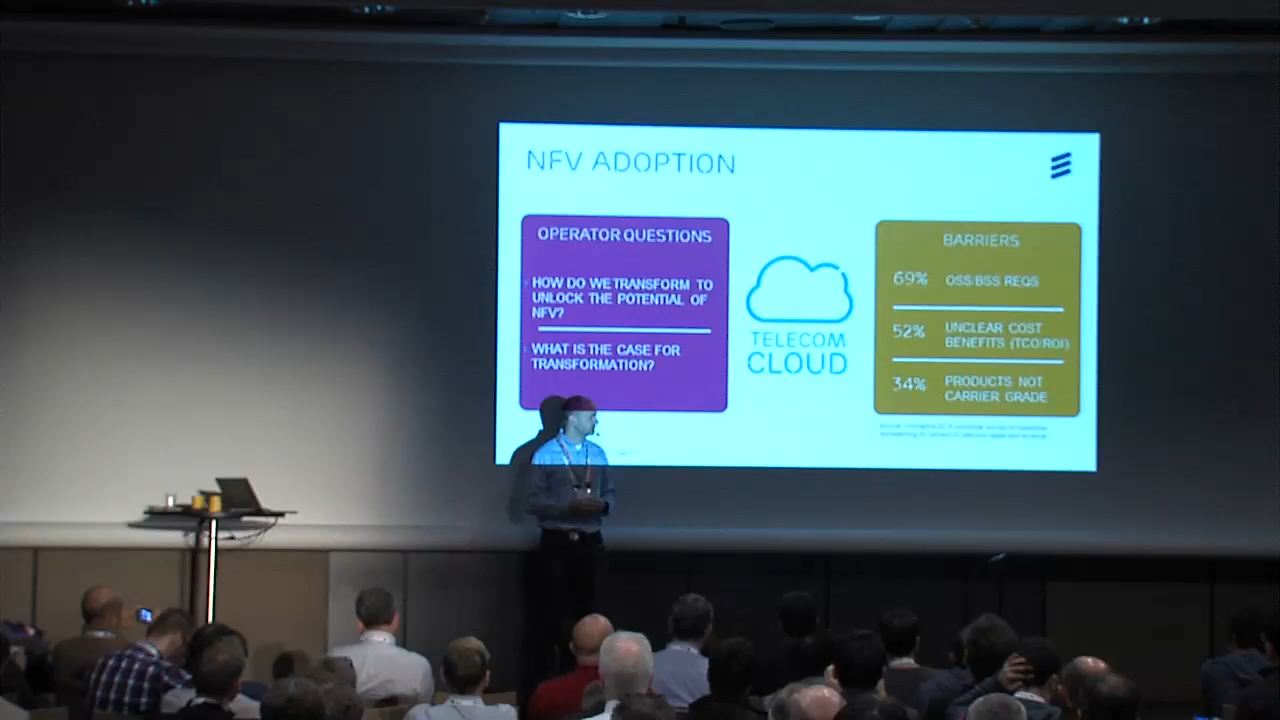 NFV ADOPTION
OPERATOR QUESTIONS
HOW DO WE TRANSFORM TO
UNLOCK THE POTENTIAL OF
NFV?
WHAT IS THE CASE FOR
TRANSFORMATION?
TELECOM
CLOUD
BARRIERS
69% OSS/BSS REQS
52% UNCLEAR COST
BENEFITS (TCO/ROI)
34% PRODUCTS NOT
CARRIER GRADE